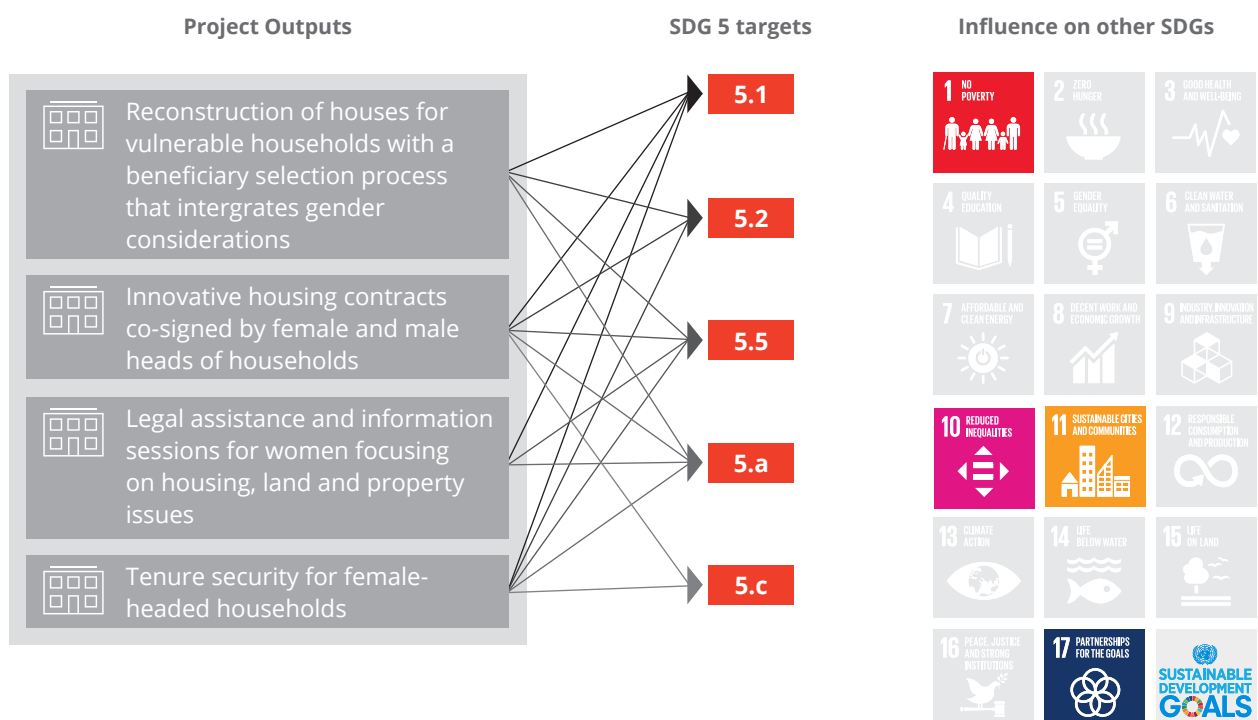 Project Outputs
SDG 5 targets
Influence on other SDGs
Reconstruction of houses for
vulnerable households with a
beneficiary selection process
that intergrates gender
considerations
Innovative housing contracts
co-signed by female and male
heads of households
Legal assistance and information
sessions for women focusing
on housing, land and property
issues
Tenure security for female-
headed households
5.1
5.2
5.5
5.a
5.c
1 NO
POVERTY
2 ZERO
HUNGER
3 GOOD HEALTH
AND WELL-BEING
4 QUALITY
EDUCATION
5 GENDER
EQUALITY
6 CLEAN WATER
AND SANITATION
7 AFFORDABLE AND
CLEAN ENERGY
8 DECENT WORK AND
ECONOMIC GROWTH
9 INDUSTRY, INNOVATION
AND INFRASTRUCTURE
10 REDUCED
INEQUALITIES
11 SUSTAINABLE CITIES
AND COMMUNITIES
12 RESPONSIBLE
CONSUMPTION
AND PRODUCTION
13 CLIMATE
ACTION
14 LIFE
BELOW WATER
15 LIFE
ON LAND
16 PEACE, JUSTICE
AND STRONG
INSTITUTIONS
17 PARTNERSHIPS
FOR THE GOALS
SUSTAINABLE
DEVELOPMENT
GOALS